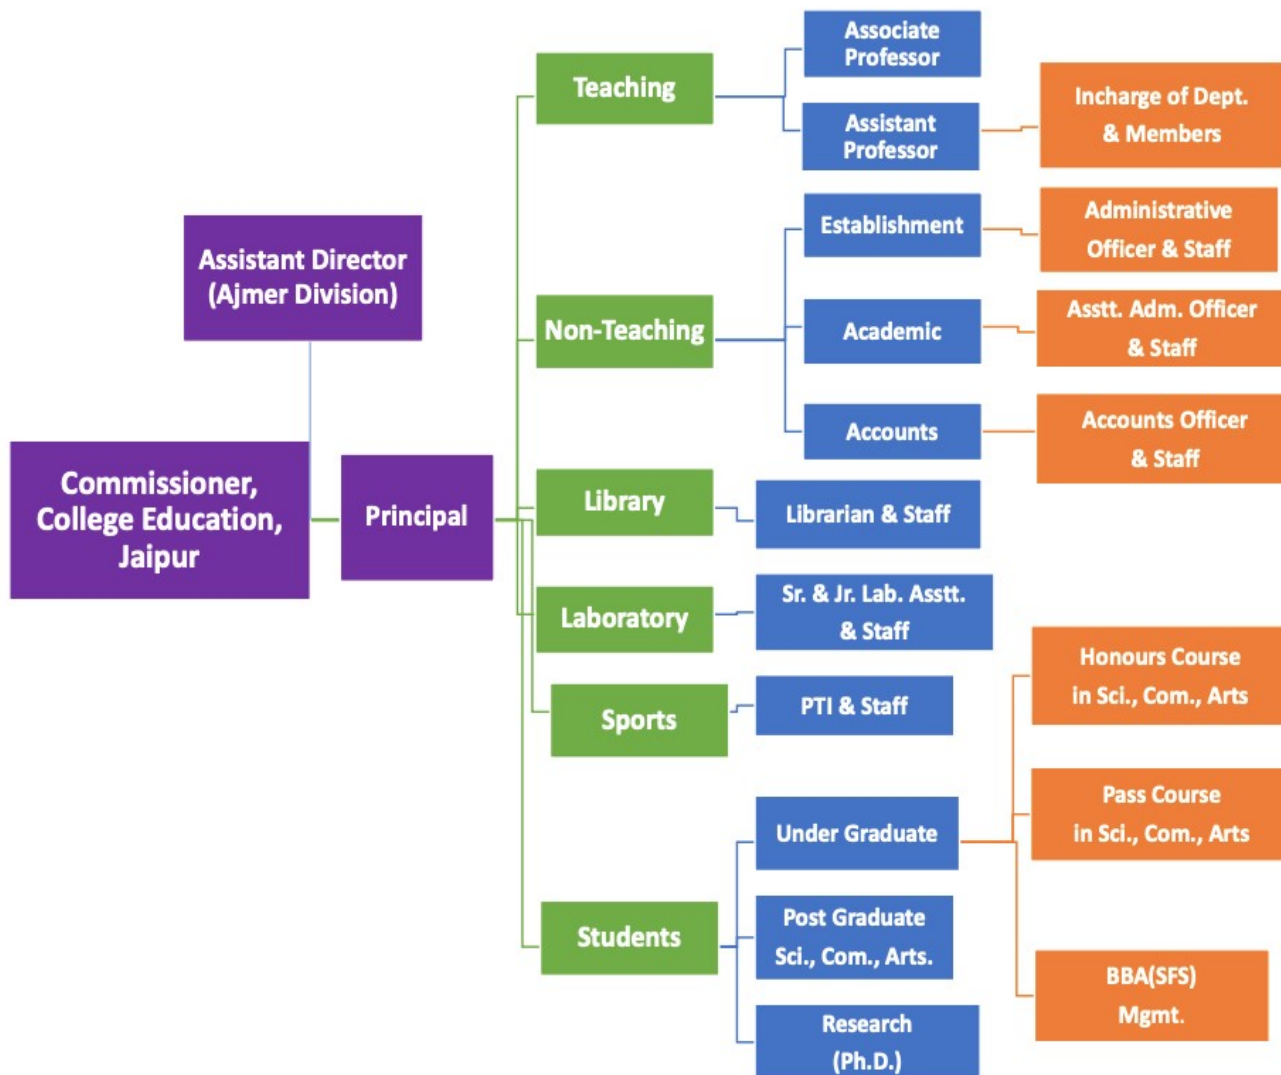 Assistant Director
(Ajmer Division)
Commissioner,
College Education,
Jaipur
Principal
Teaching
Associate
Professor
Assistant
Professor
Incharge of Dept.
& Members
Non-Teaching
Establishment
Administrative
Officer & Staff
Academic
Asstt. Adm. Officer
& Staff
Accounts
Accounts Officer
& Staff
Library
Librarian & Staff
Laboratory
Sr. & Jr. Lab. Asstt.
& Staff
Sports
PTI & Staff
Students
Under Graduate
Honours Course
in Sci., Com., Arts
Pass Course
in Sci., Com., Arts
BBA(SFS)
Mgmt.
Post Graduate
Sci., Com., Arts.
Research
(Ph.D.)